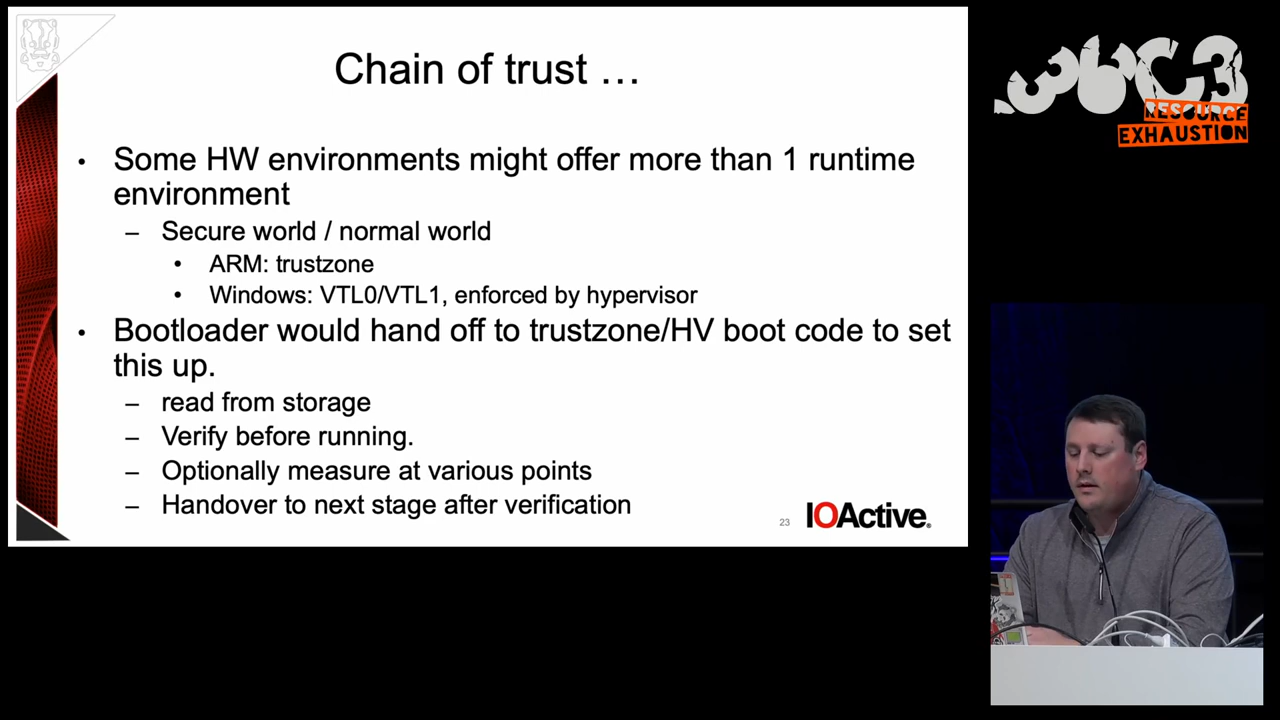 Chain of trust …
• Some HW environments might offer more than 1 runtime
environment
– Secure world / normal world
• ARM: trustzone
• Windows: VTL0/VTL1, enforced by hypervisor
• Bootloader would hand off to trustzone/HV boot code to set
this up.
– read from storage
– Verify before running.
– Optionally measure at various points
– Handover to next stage after verification
23
IOActive.
36C3
RESOURCE
EXHAUSTION